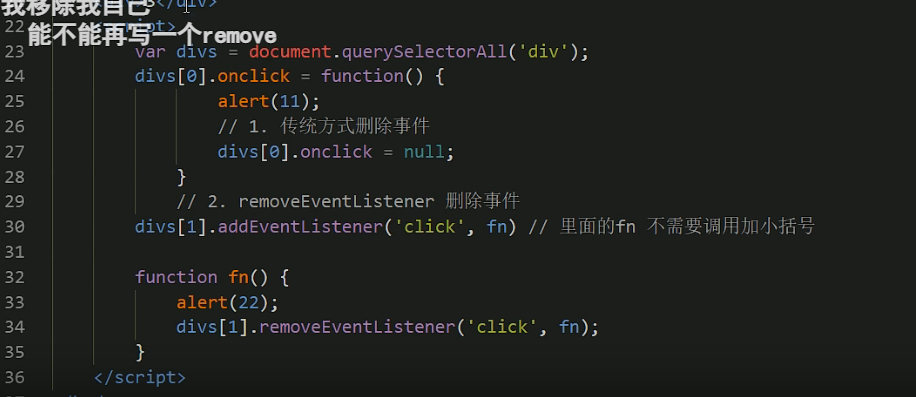 我移除我自己
3</div>
能不能再写一个remove
22 <script>
23 var divs = document.querySelectorAll('div');
24 divs[0].onclick = function() {
25 alert(11);
26 // 1. 传统方式删除事件
27 divs[0].onclick = null;
28 }
29 // 2. removeEventListener 删除事件
30 divs[1].addEventListener('click', fn) // 里面的fn 不需要调用加小括号
31
32 function fn() {
33 alert(22);
34 divs[1].removeEventListener('click', fn);
35 }
36 </script>